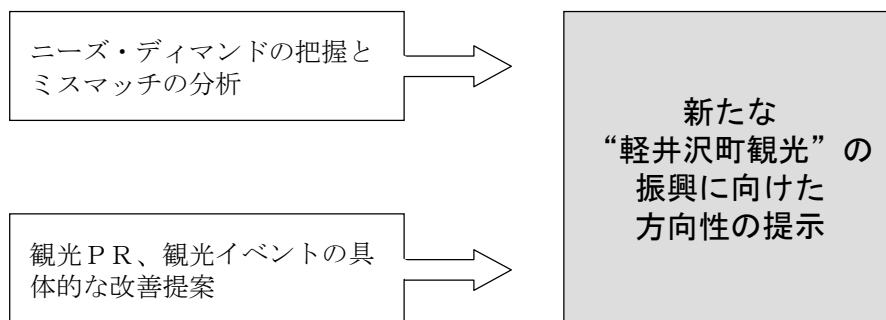 ニーズ・ディマンドの把握と
ミスマッチの分析
観光ＰＲ、観光イベントの具
体的な改善提案
新たな
“軽井沢町観光”の
振興に向けた
方向性の提示